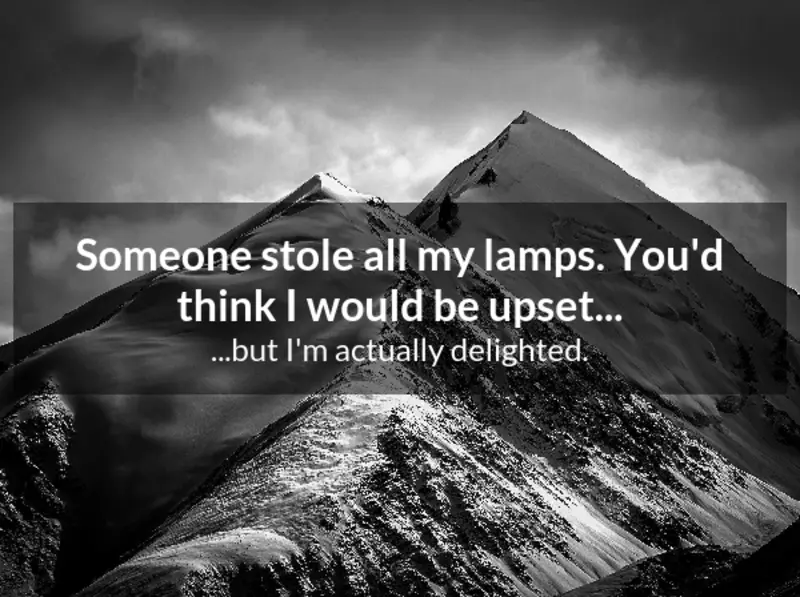 Someone stole all my lamps. You'd
think I would be upset...
...but I'm actually delighted.